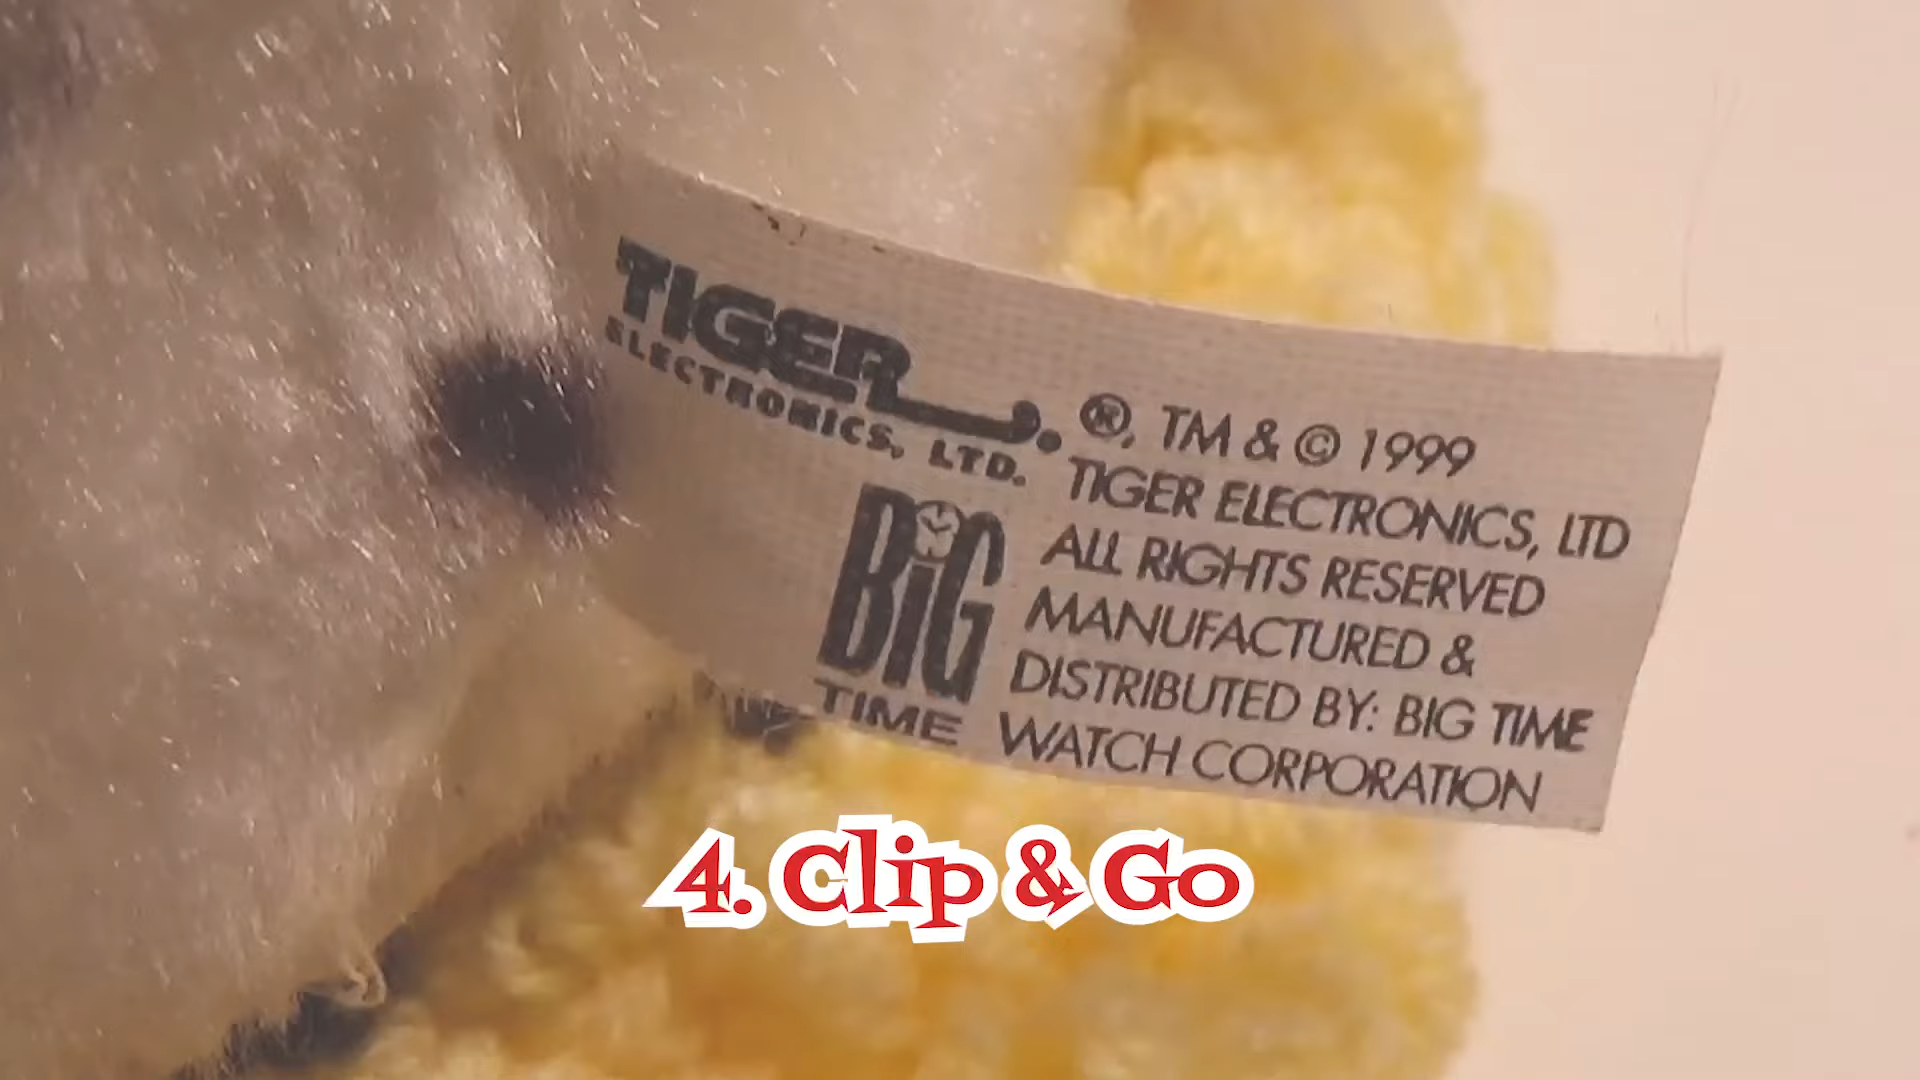 TIGER
ELECTRONICS, LTD.
®, TM & © 1999
TIGER ELECTRONICS, LTD
ALL RIGHTS RESERVED
BiG
TIME
MANUFACTURED &
DISTRIBUTED BY: BIG TIME
WATCH CORPORATION
4. Clip & Go